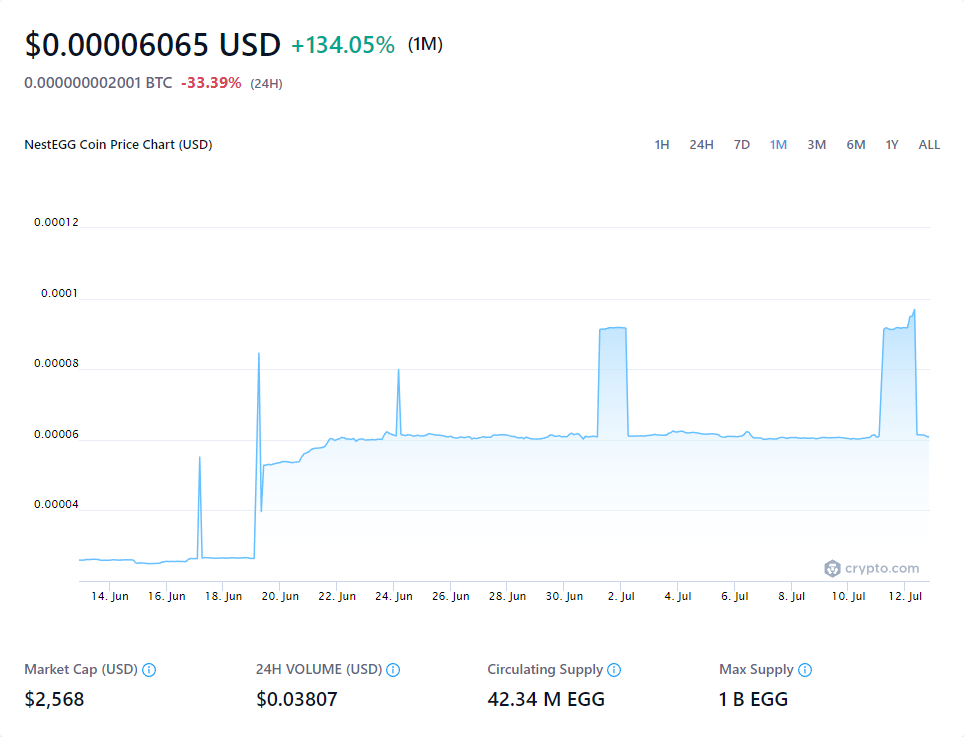 $0.00006065 USD +134.05% (1M)
0.000000002001 BTC -33.39% (24H)
NestEGG Coin Price Chart (USD) 1H 24H 7D 1M 3M 6M 1Y ALL
0.00012
0.0001
0.00008
0.00006
0.00004
crypto.com
14. Jun 16. Jun 18. Jun 20. Jun 22. Jun 24. Jun 26. Jun 28. Jun 30. Jun 2. Jul 4. Jul 6. Jul 8. Jul 10. Jul 12. Jul
Market Cap (USD) 24H VOLUME (USD) Circulating Supply Max Supply
$2,568 $0.03807 42.34 M EGG 1 B EGG